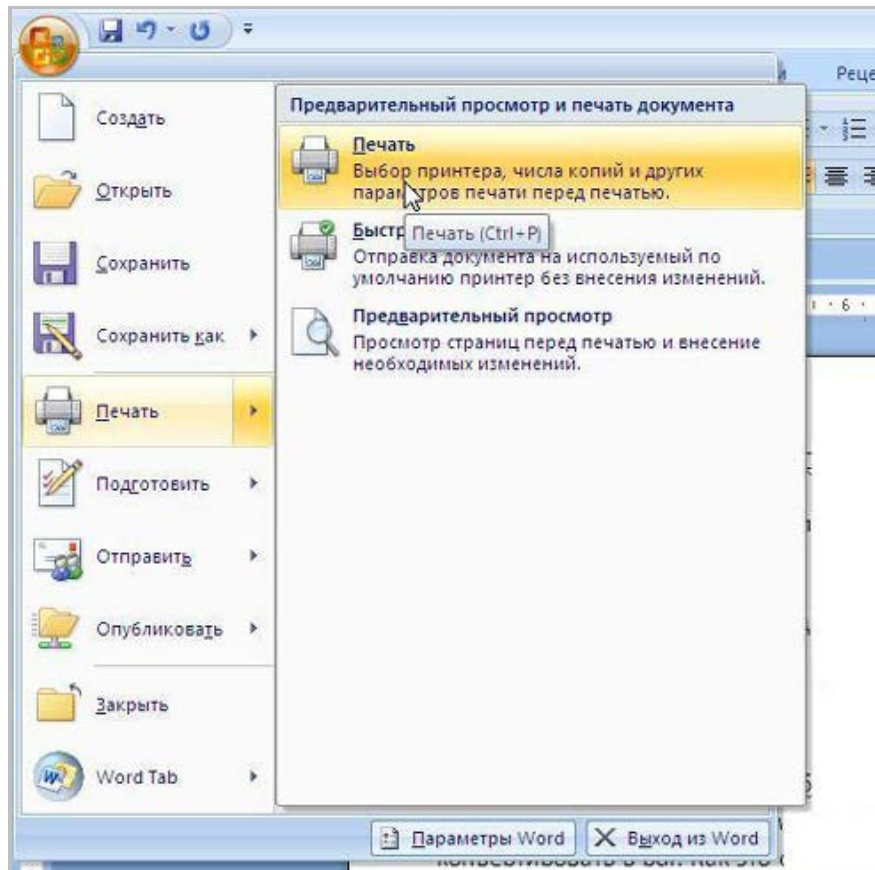 Реце
Создать
Открыть
Сохранить
Сохранить как
Печать
Подготовить
Отправить
Опубликовать
Закрыть
Word Tab
Предварительный просмотр и печать документа
Печать
Выбор принтера, числа копий и других
параметров печати перед печатью.
Печать (Ctrl+P)
Отправка документа на используемый по
умолчанию принтер без внесения изменений.
Предварительный просмотр
Просмотр страниц перед печатью и внесение
необходимых изменений.
6
Параметры Word
Выход из Word